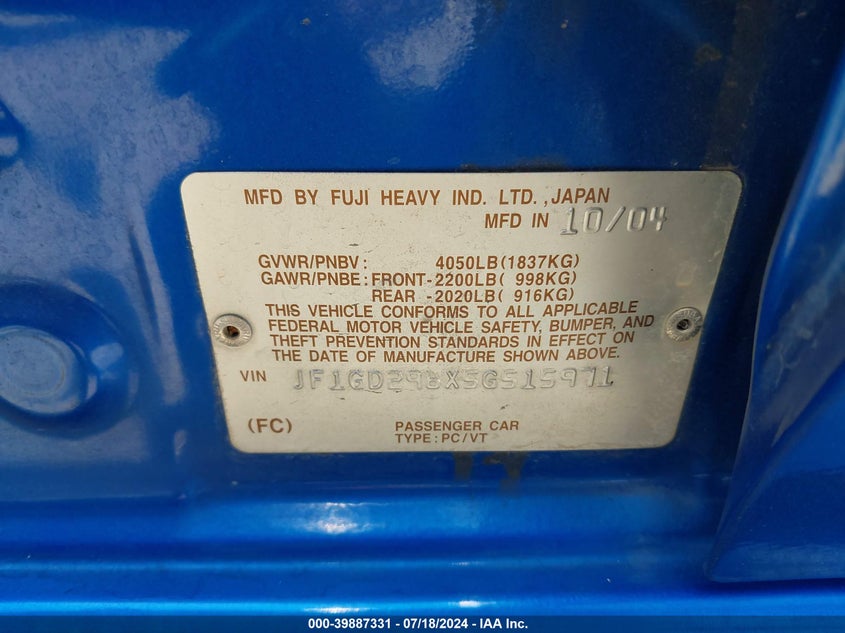 MFD BY FUJI HEAVY IND. LTD. ,JAPAN
MFD IN 10/04
GVWR/PNBV: 4050LB(1837KG)
GAWR/PNBE: FRONT-2200LB( 998KG)
REAR -2020LB( 916KG)
THIS VEHICLE CONFORMS TO ALL APPLICABLE
FEDERAL MOTOR VEHICLE SAFETY, BUMPER, AND
THEFT PREVENTION STANDARDS IN EFFECT ON
THE DATE OF MANUFACTURE SHOWN ABOVE.
VIN JF1GD298X5G515971
(FC) PASSENGER CAR
TYPE: PC/VT
000-39887331 - 07/18/2024 - IAA Inc.